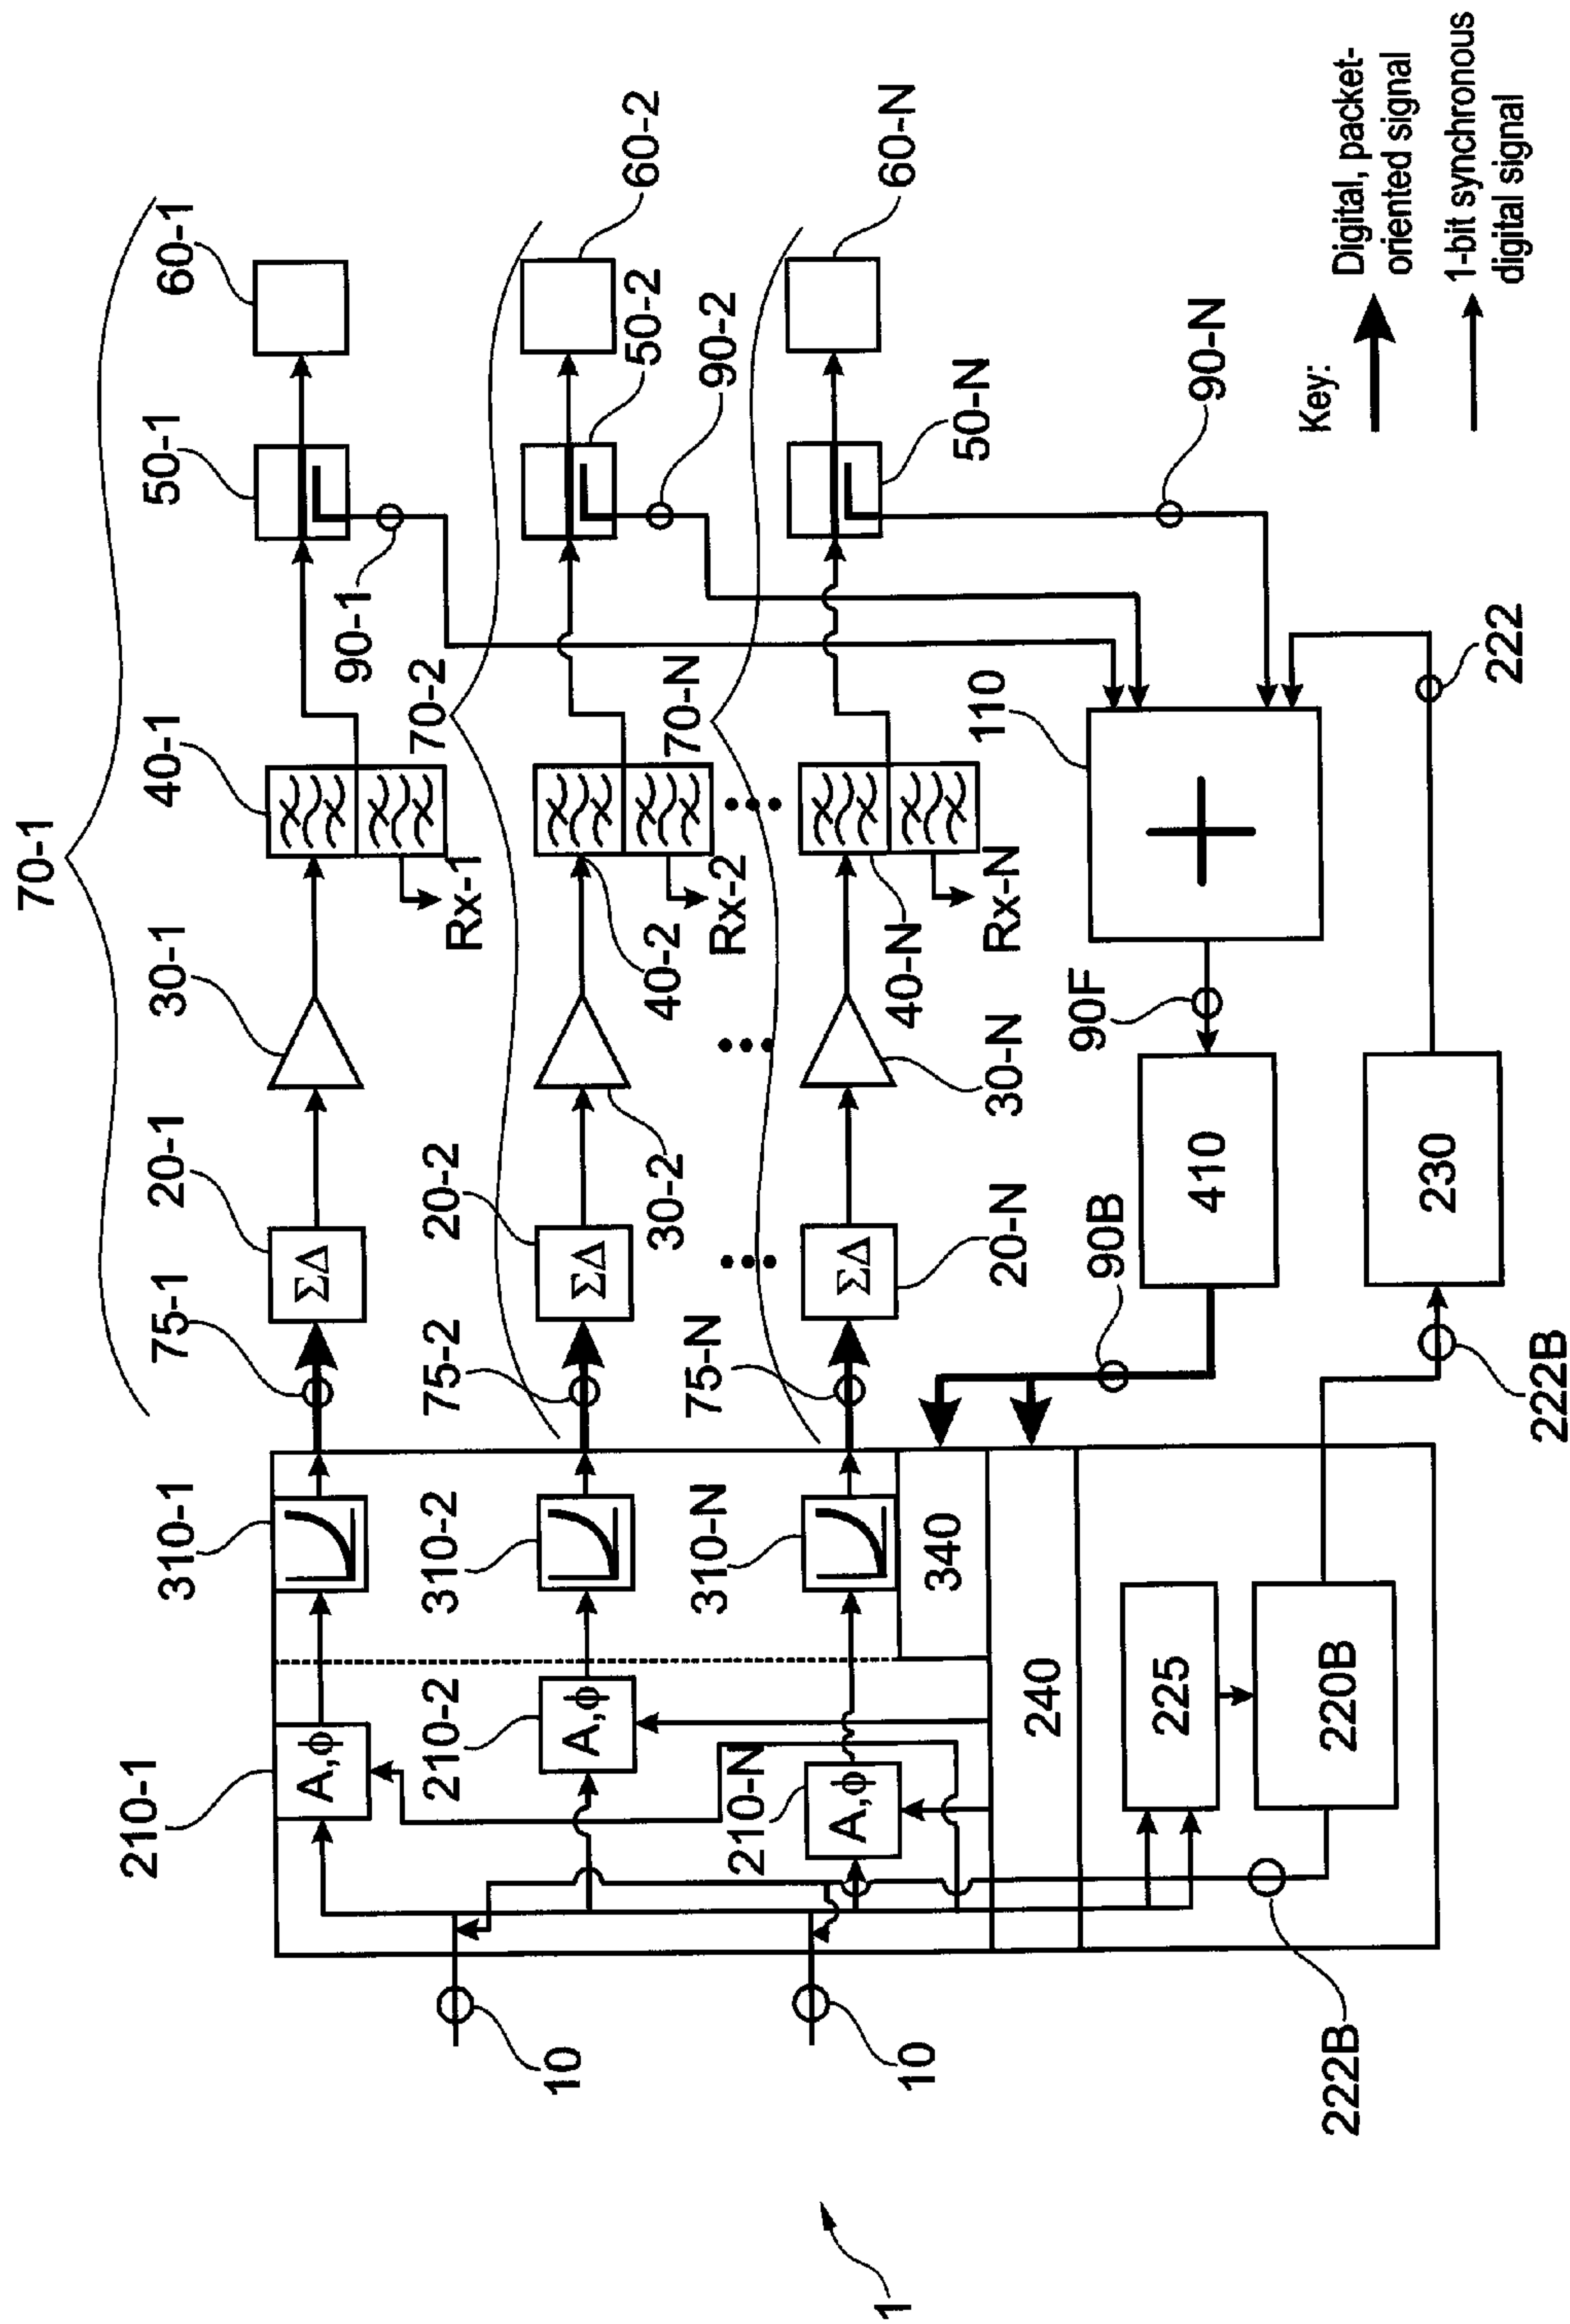 70-1
75-1
20-1
30-1
40-1
50-1
60-1
90-1
310-1
210-1
A,ϕ
ΣΔ
Rx-1
70-2
75-2
20-2
30-2
40-2
50-2
60-2
90-2
310-2
210-2
A,ϕ
ΣΔ
Rx-2
70-N
75-N
20-N
30-N
40-N
50-N
60-N
90-N
310-N
210-N
A,ϕ
ΣΔ
Rx-N
10
10
340
240
225
220B
222B
222B
90B
410
90F
110
230
222
1
Key:
Digital, packet-
oriented signal
1-bit synchronous
digital signal